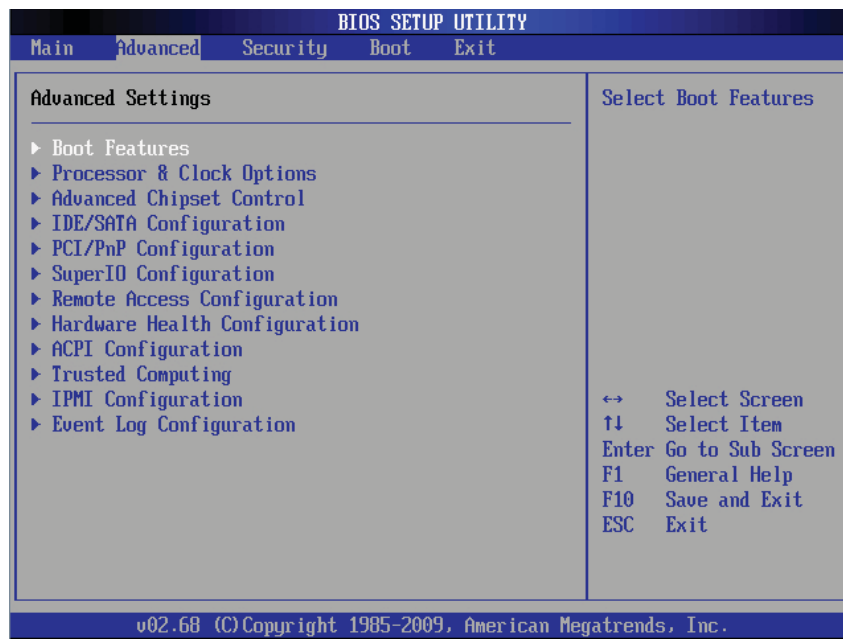 BIOS SETUP UTILITY
Main Advanced Security Boot Exit
Advanced Settings
▶ Boot Features
▶ Processor & Clock Options
▶ Advanced Chipset Control
▶ IDE/SATA Configuration
▶ PCI/PnP Configuration
▶ SuperIO Configuration
▶ Remote Access Configuration
▶ Hardware Health Configuration
▶ ACPI Configuration
▶ Trusted Computing
▶ IPMI Configuration
▶ Event Log Configuration
Select Boot Features
↔ Select Screen
↑↓ Select Item
Enter Go to Sub Screen
F1 General Help
F10 Save and Exit
ESC Exit
v02.68 (C)Copyright 1985-2009, American Megatrends, Inc.